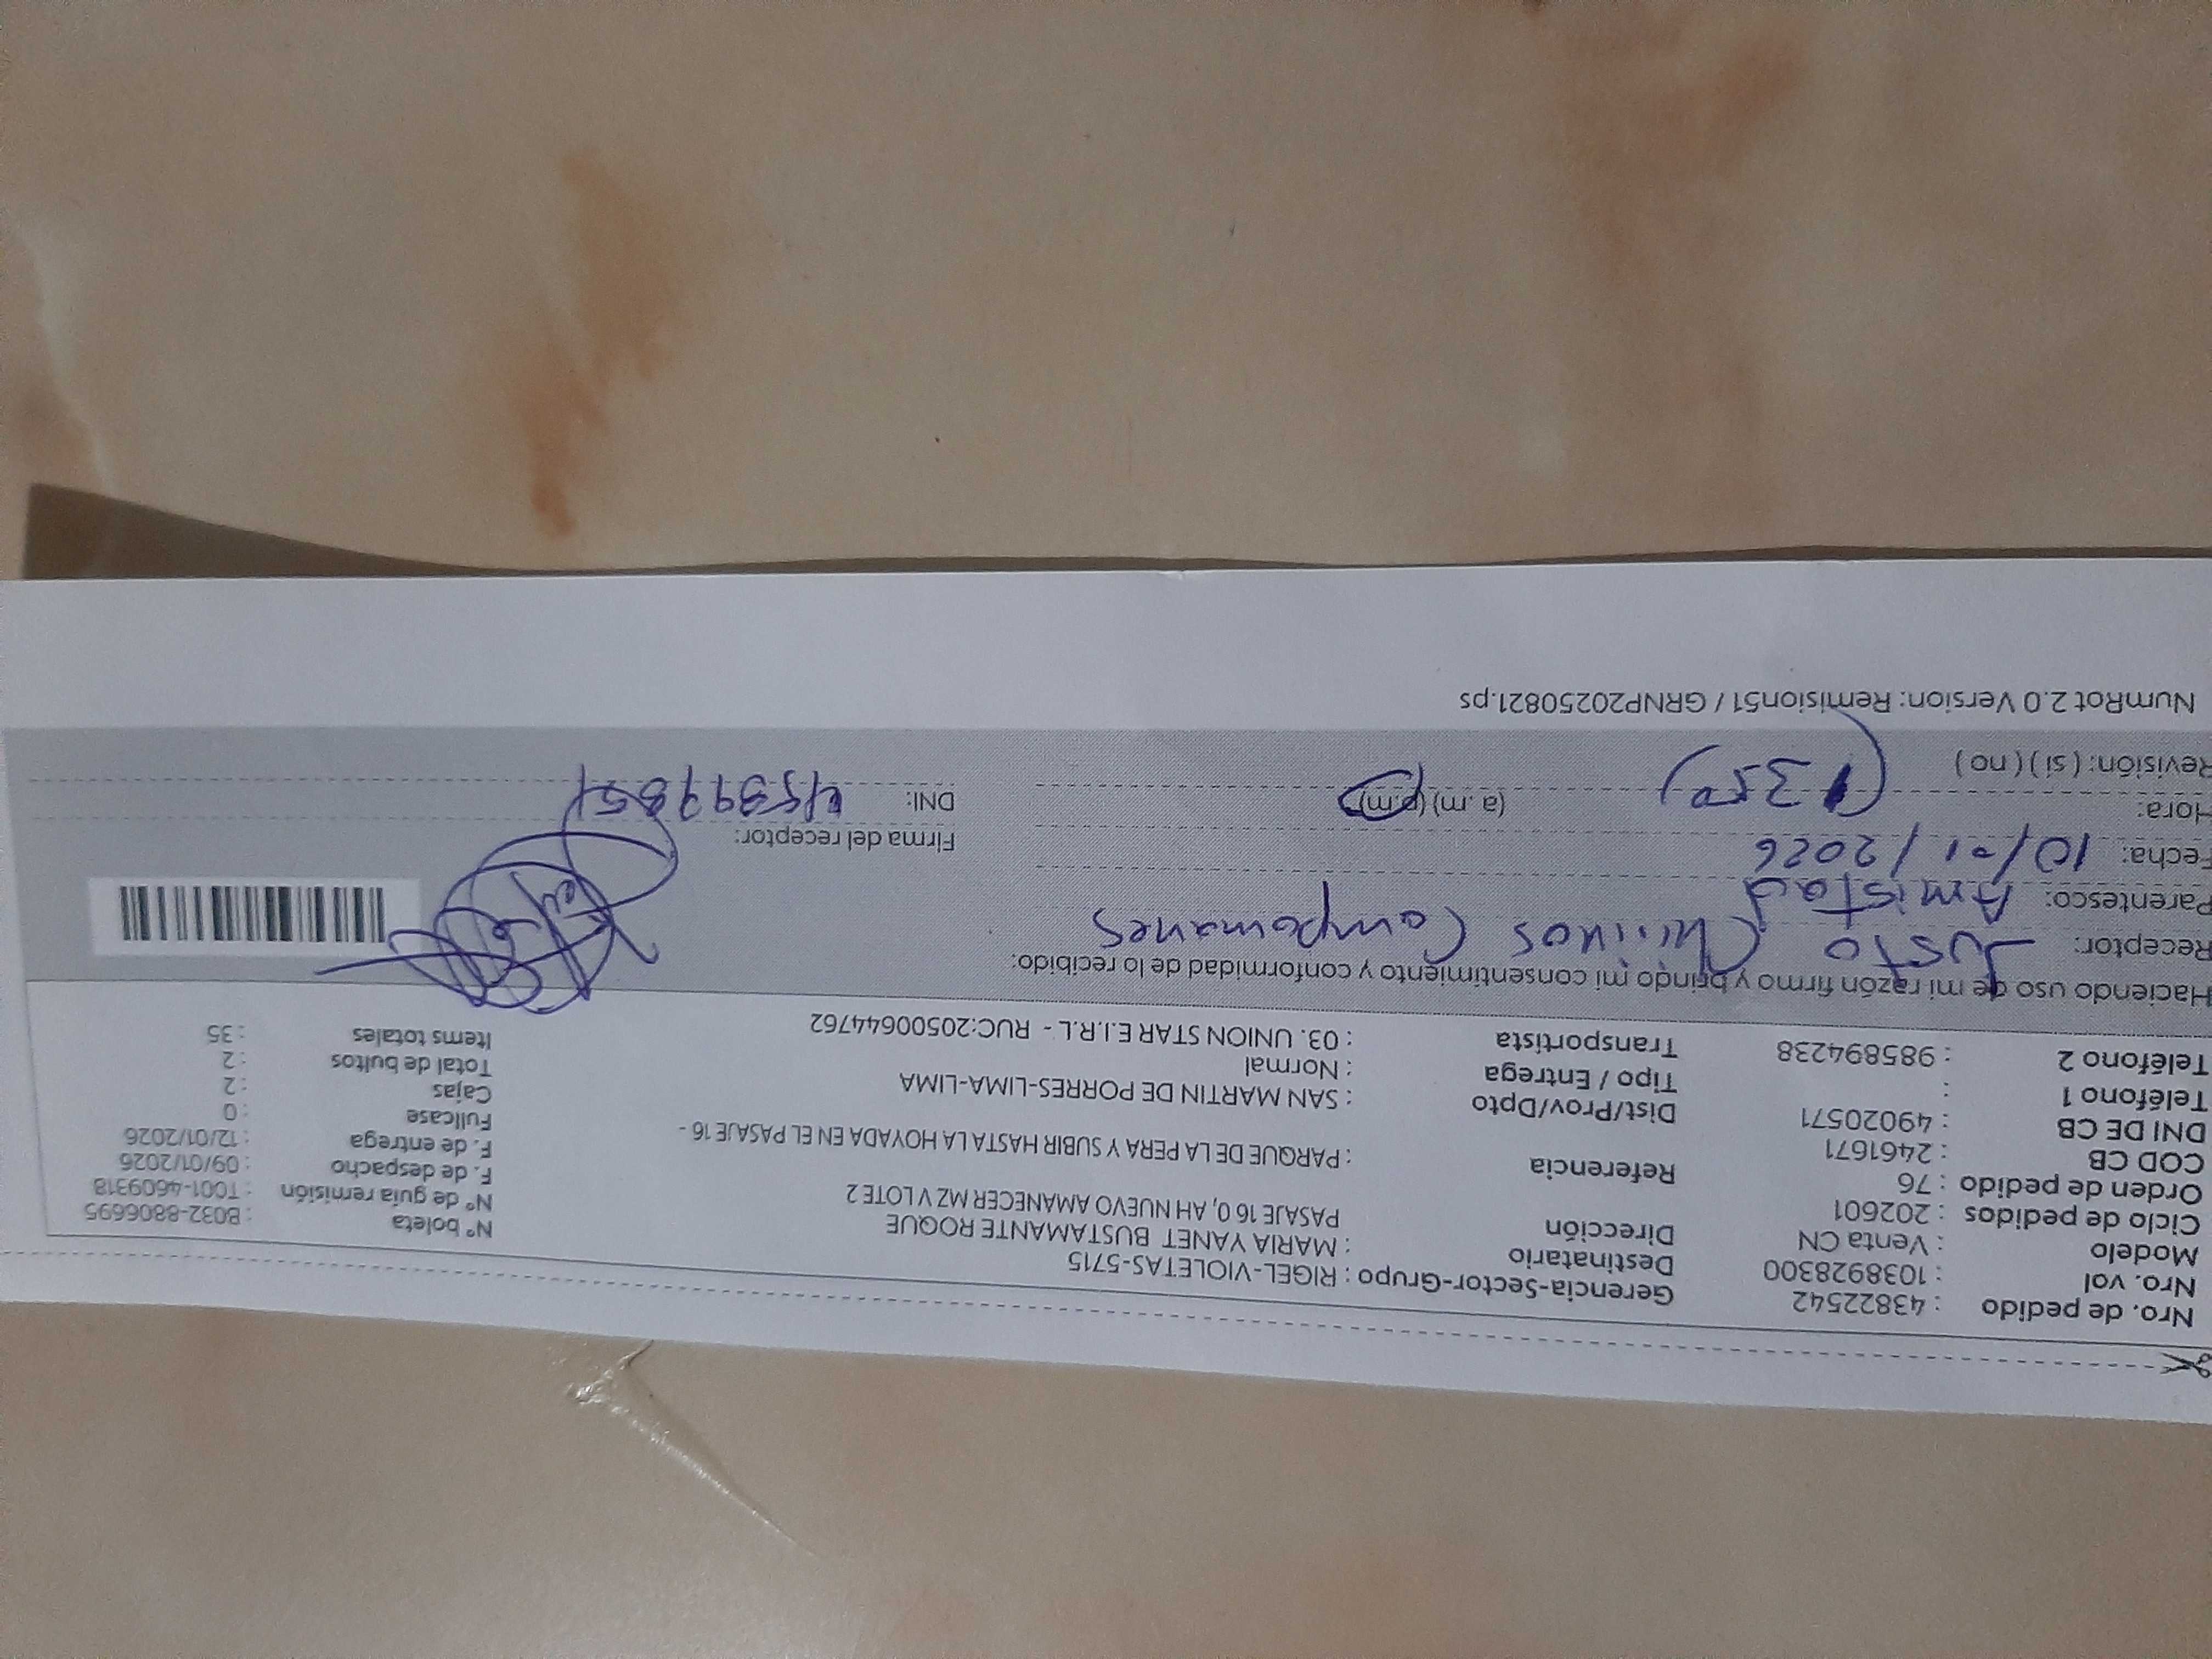 Nro. de pedido : 43822542 Gerencia-Sector-Grupo : RIGEL-VIOLETAS-5715 Nº boleta : B032-8806695
Nro. val : 1038928300 Destinatario : MARIA YANET BUSTAMANTE ROQUE Nº de guía remisión : T001-4609318
Modelo : Venta CN Dirección PASAJE 16 0, AH NUEVO AMANECER MZ V LOTE 2 F. de despacho : 09/01/2026
Ciclo de pedidos : 202601 F. de entrega : 12/01/2026
Orden de pedido : 76 Referencia : PARQUE DE LA PERA Y SUBIR HASTA LA HOYADA EN EL PASAJE 16 - Fullcase : 0
COD CB : 2461671 Cajas : 2
DNI DE CB : 49020571 Dist/Prov/Dpto : SAN MARTIN DE PORRES-LIMA-LIMA Total de bultos : 2
Teléfono 1 : Tipo / Entrega : Normal Items totales : 35
Teléfono 2 : 985894238 Transportista : 03. UNION STAR E.I.R.L - RUC:20500644762
Haciendo uso de mi razón firmo y brindo mi consentimiento y conformidad de lo recibido:
Receptor: Justo Campomanes
Parentesco: Amistad
Fecha: 10/01/2026 Firma del receptor:
Hora: (a.m) (p.m) DNI:
Revisión: ( si ) ( no )
NumRot 2.0 Version: Remision51 / GRNP20250821.ps